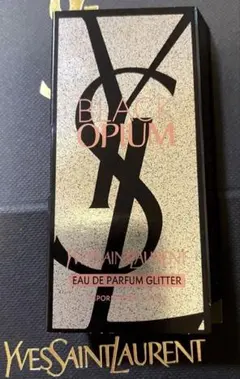 BLACK
OPIUM
YVESSAINTLAURENT
EAU DE PARFUM GLITTER
YVESSAINTLAURENT